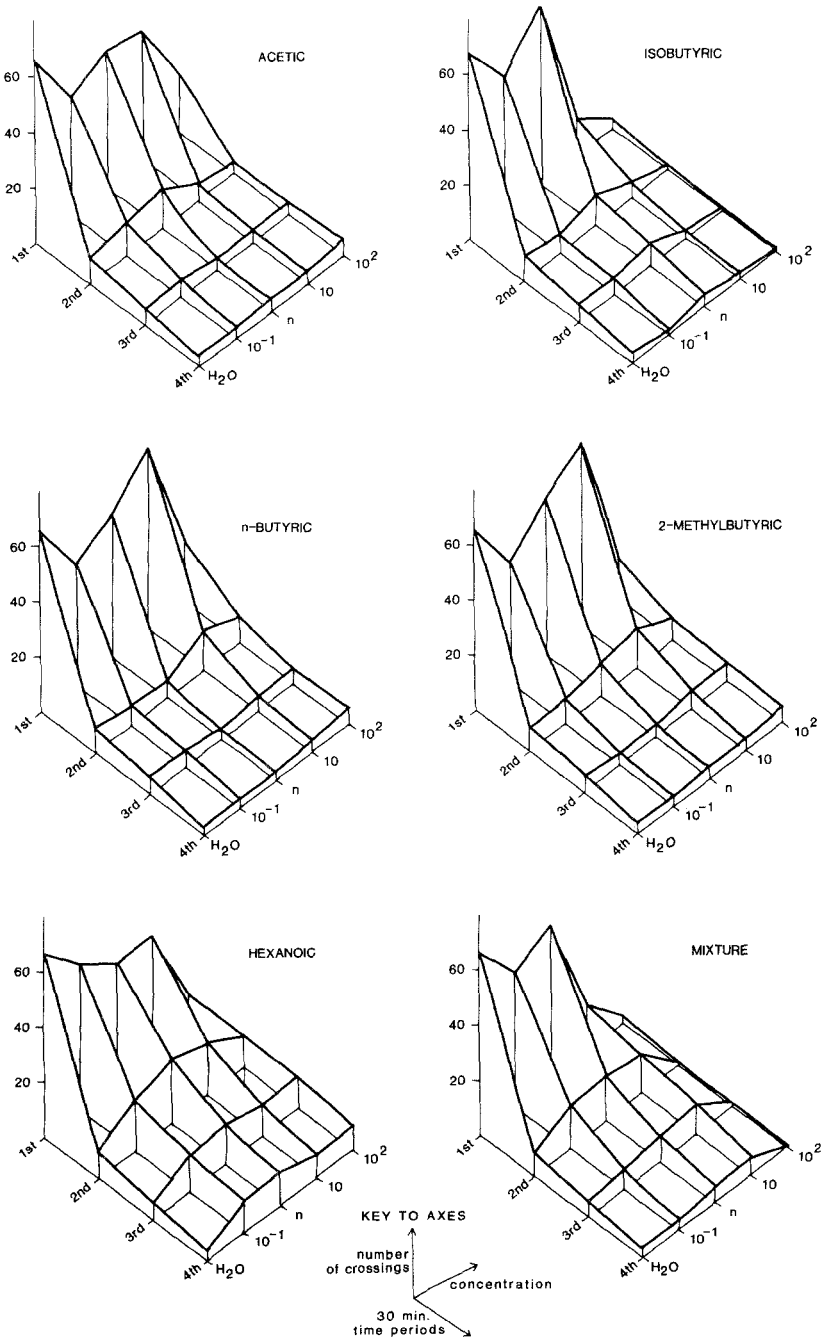 ACETIC
60
40
20
1st
2nd
3rd
4th
H2O
10⁻¹
n
10
10²
ISOBUTYRIC
60
40
20
1st
2nd
3rd
4th
H2O
10⁻¹
n
10
10²
n-BUTYRIC
60
40
20
1st
2nd
3rd
4th
H2O
10⁻¹
n
10
10²
2-METHYLBUTYRIC
60
40
20
1st
2nd
3rd
4th
H2O
10⁻¹
n
10
10²
HEXANOIC
60
40
20
1st
2nd
3rd
4th
H2O
10⁻¹
n
10
10²
MIXTURE
60
40
20
1st
2nd
3rd
4th
H2O
10⁻¹
n
10
10²
KEY TO AXES
number
of crossings
concentration
30 min.
time periods